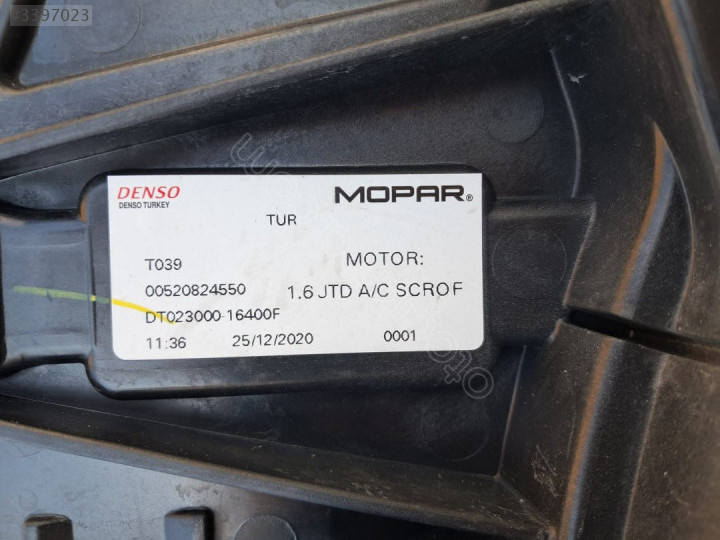 3397023
DENSO
DENSO TURKEY
MOPAR®
TUR
T039
MOTOR:
00520824550
1.6 JTD A/C SCROF
DT023000-16400F
11:36 25/12/2020 0001